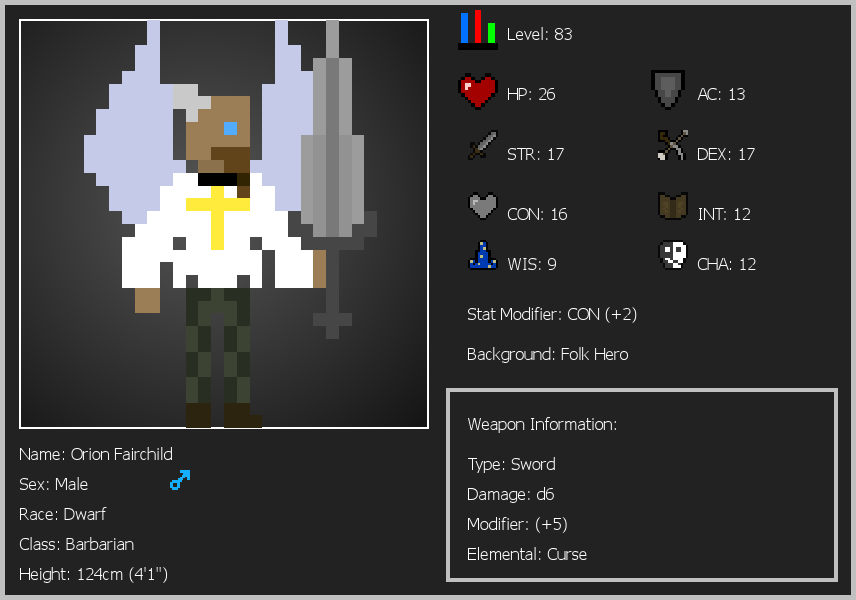 Level: 83
HP: 26
AC: 13
STR: 17
DEX: 17
CON: 16
INT: 12
WIS: 9
CHA: 12
Stat Modifier: CON (+2)
Background: Folk Hero
Weapon Information:
Type: Sword
Damage: d6
Modifier: (+5)
Elemental: Curse
Name: Orion Fairchild
Sex: Male
Race: Dwarf
Class: Barbarian
Height: 124cm (4'1")